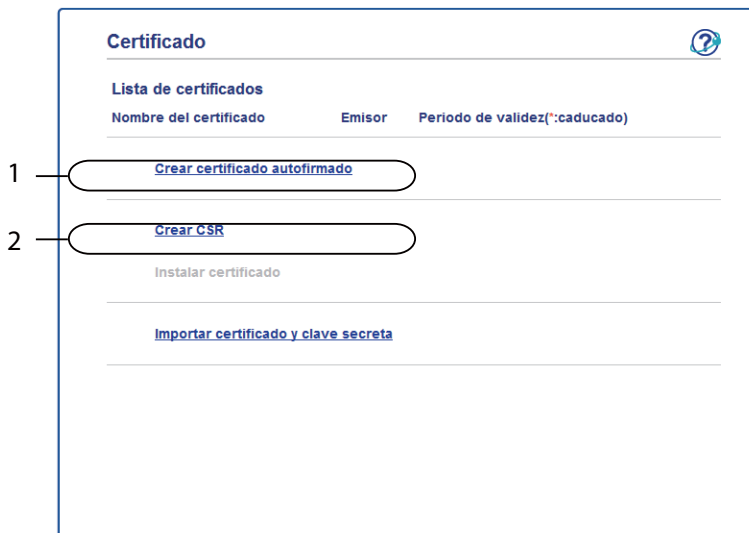 Certificado
?
Lista de certificados
Nombre del certificado Emisor Periodo de validez(*:caducado)
1 Crear certificado autofirmado
2 Crear CSR
Instalar certificado
Importar certificado y clave secreta